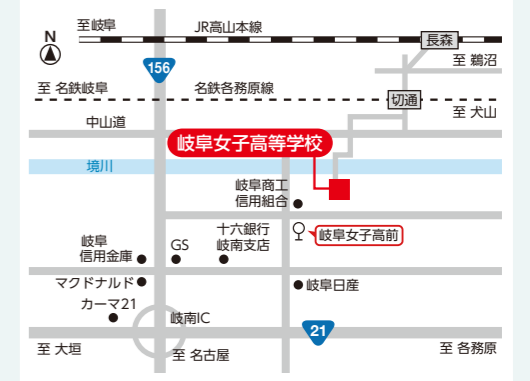 至岐阜
JR高山本線
N
長森
156
至 鵜沼
至 名鉄岐阜
名鉄各務原線
切通
至 犬山
中山道
岐阜女子高等学校
境川
岐阜商工
信用組合
十六銀行
岐南支店
岐阜女子高前
岐阜
信用金庫
GS
マクドナルド
岐阜日産
カーマ21
岐南IC
21
至 大垣
至 名古屋
至 各務原